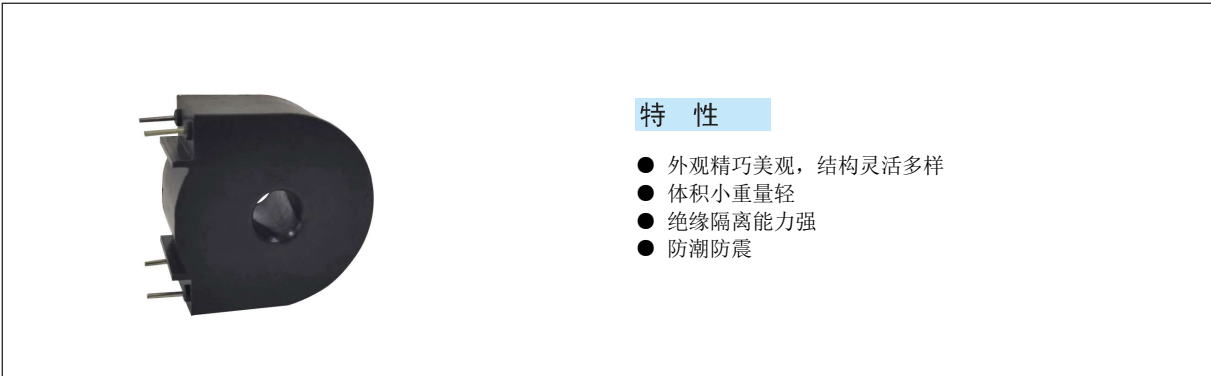 特 性
● 外观精巧美观，结构灵活多样
● 体积小重量轻
● 绝缘隔离能力强
● 防潮防震